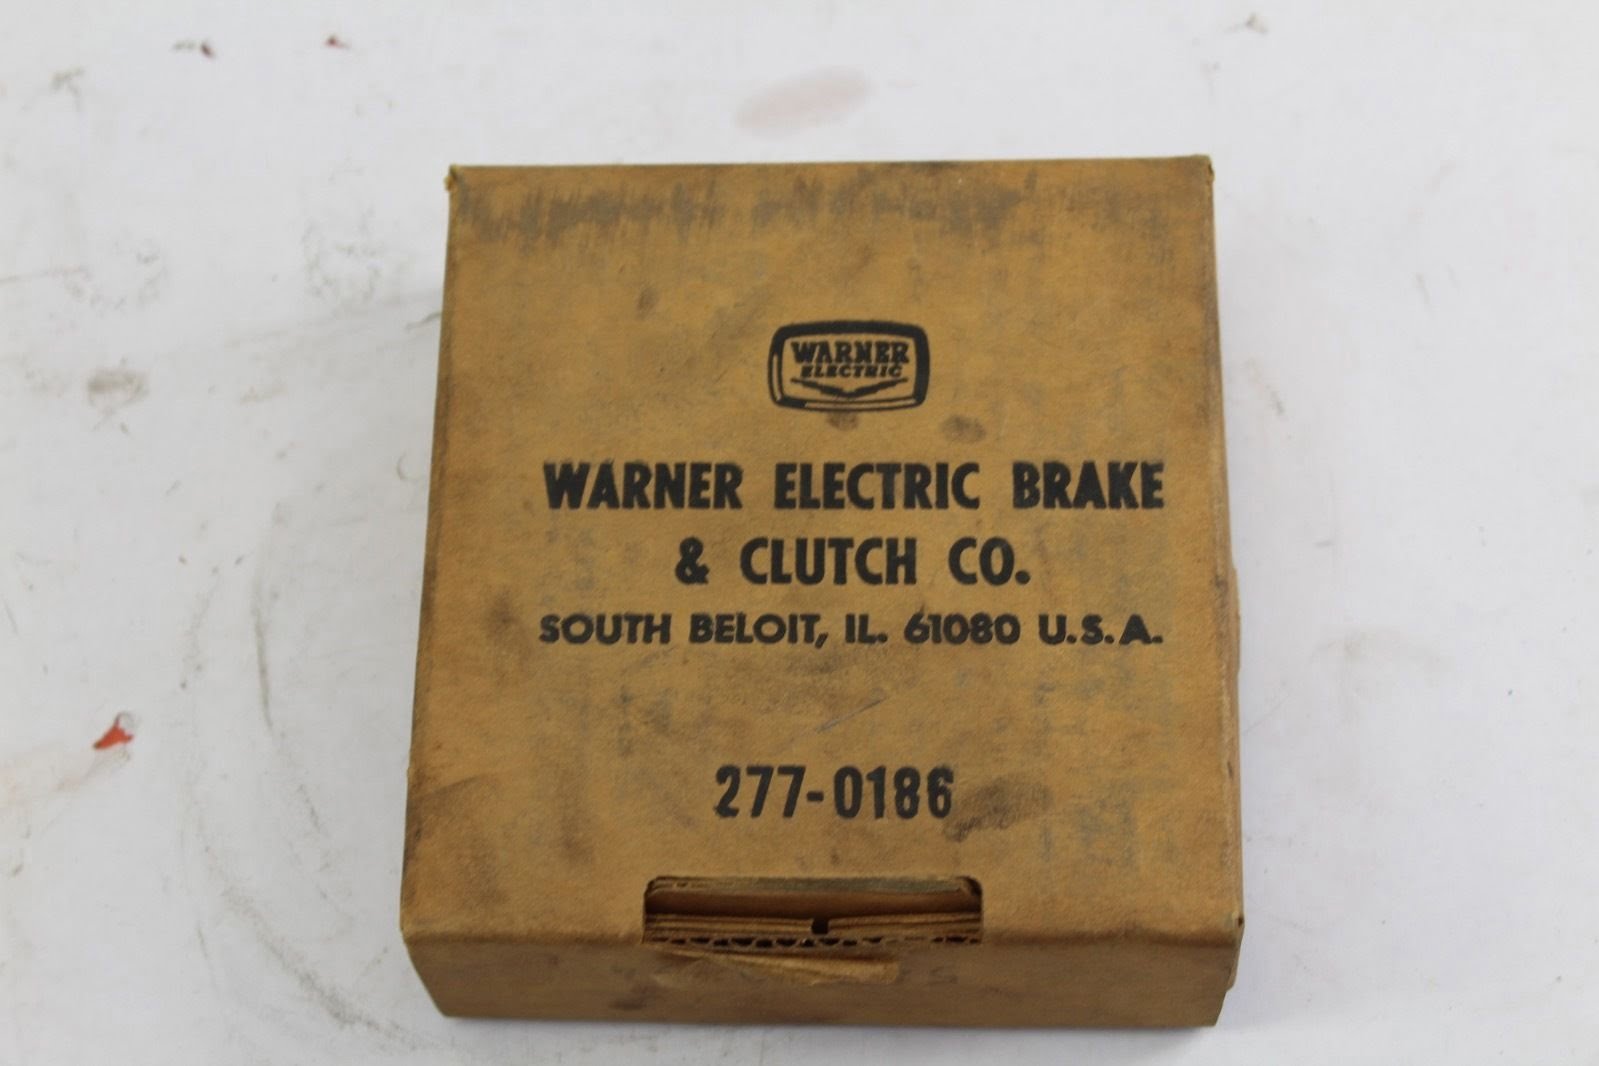 WARNER
ELECTRIC
WARNER ELECTRIC BRAKE
& CLUTCH CO.
SOUTH BELOIT, IL. 61080 U.S.A.
277-0186